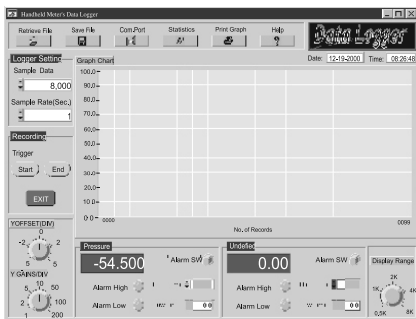 Handheld Meter's Data Logger
Retrieve File Save File Com.Port Statistics Print Graph Help
Data Logger
Date: 12-19-2000 Time: 08:26:48
Logger Setting
Sample Data
8,000
Sample Rate(Sec.)
1
Recording
Trigger
Start End
EXIT
Graph Chart
100.0
90.0
80.0
70.0
60.0
50.0
40.0
30.0
20.0
10.0
0.0
0000 0099
No. of Records
YOFFSET(DIV)
0
-2 2
5 5
Y GAINS/DIV
5 10 50
2 100
0 200
Pressure
-54.500
Alarm SW
Alarm High
Alarm Low
0.0
Undefied
0.00
Alarm SW
Alarm High
Alarm Low
0.0
Display Range
2K
1K 4K
0,5K 8K